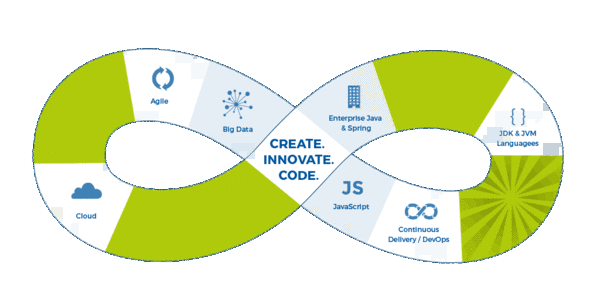 Agile
Big Data
Cloud
CREATE.
INNOVATE.
CODE.
Enterprise Java
& Spring
{ }
JDK & JVM
Languagees
JS
JavaScript
Continuous
Delivery / DevOps